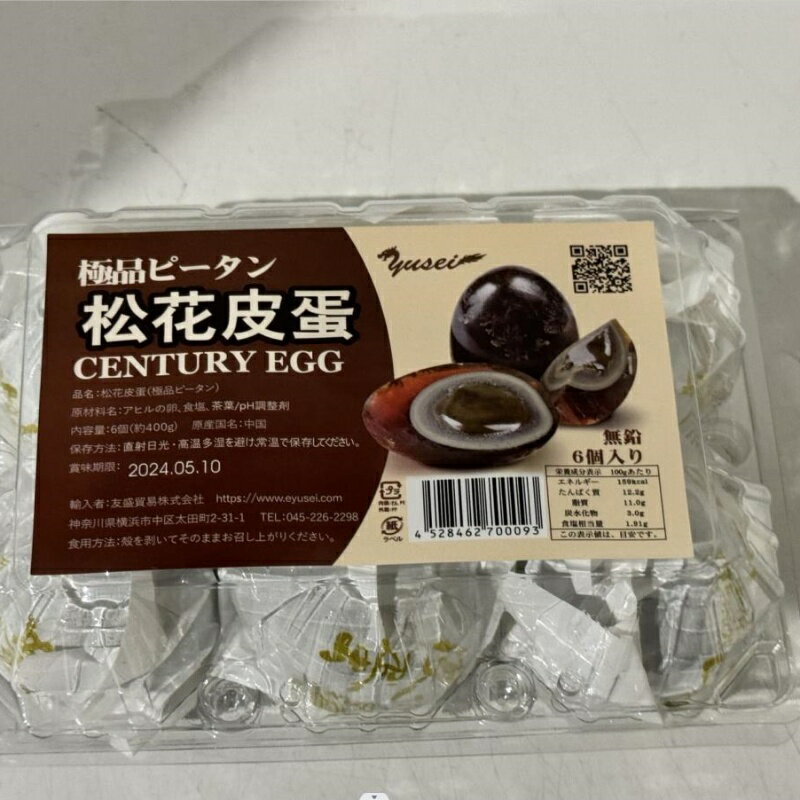 極品ピータン
松花皮蛋
CENTURY EGG
品名:松花皮蛋(極品ピータン)
原材料名:アヒルの卵、食塩、茶葉/pH調整剤
内容量:6個(約400g) 原産国名:中国
保存方法:直射日光・高温多湿を避け常温で保存してください。
賞味期限: 2024.05.10
輸入者:友盛貿易株式会社 https://www.eyusei.com
神奈川県横浜市中区太田町2-31-1 TEL:045-226-2298
食用方法:殻を剥いてそのままお召し上がりください。
yusei
無鉛
6個入り
栄養成分表示 100gあたり
エネルギー 159kcal
たんぱく質 12.2g
脂質 11.0g
炭水化物 3.0g
食塩相当量 1.91g
この表示値は、目安です。
紙
ラベル
4 528462 700093